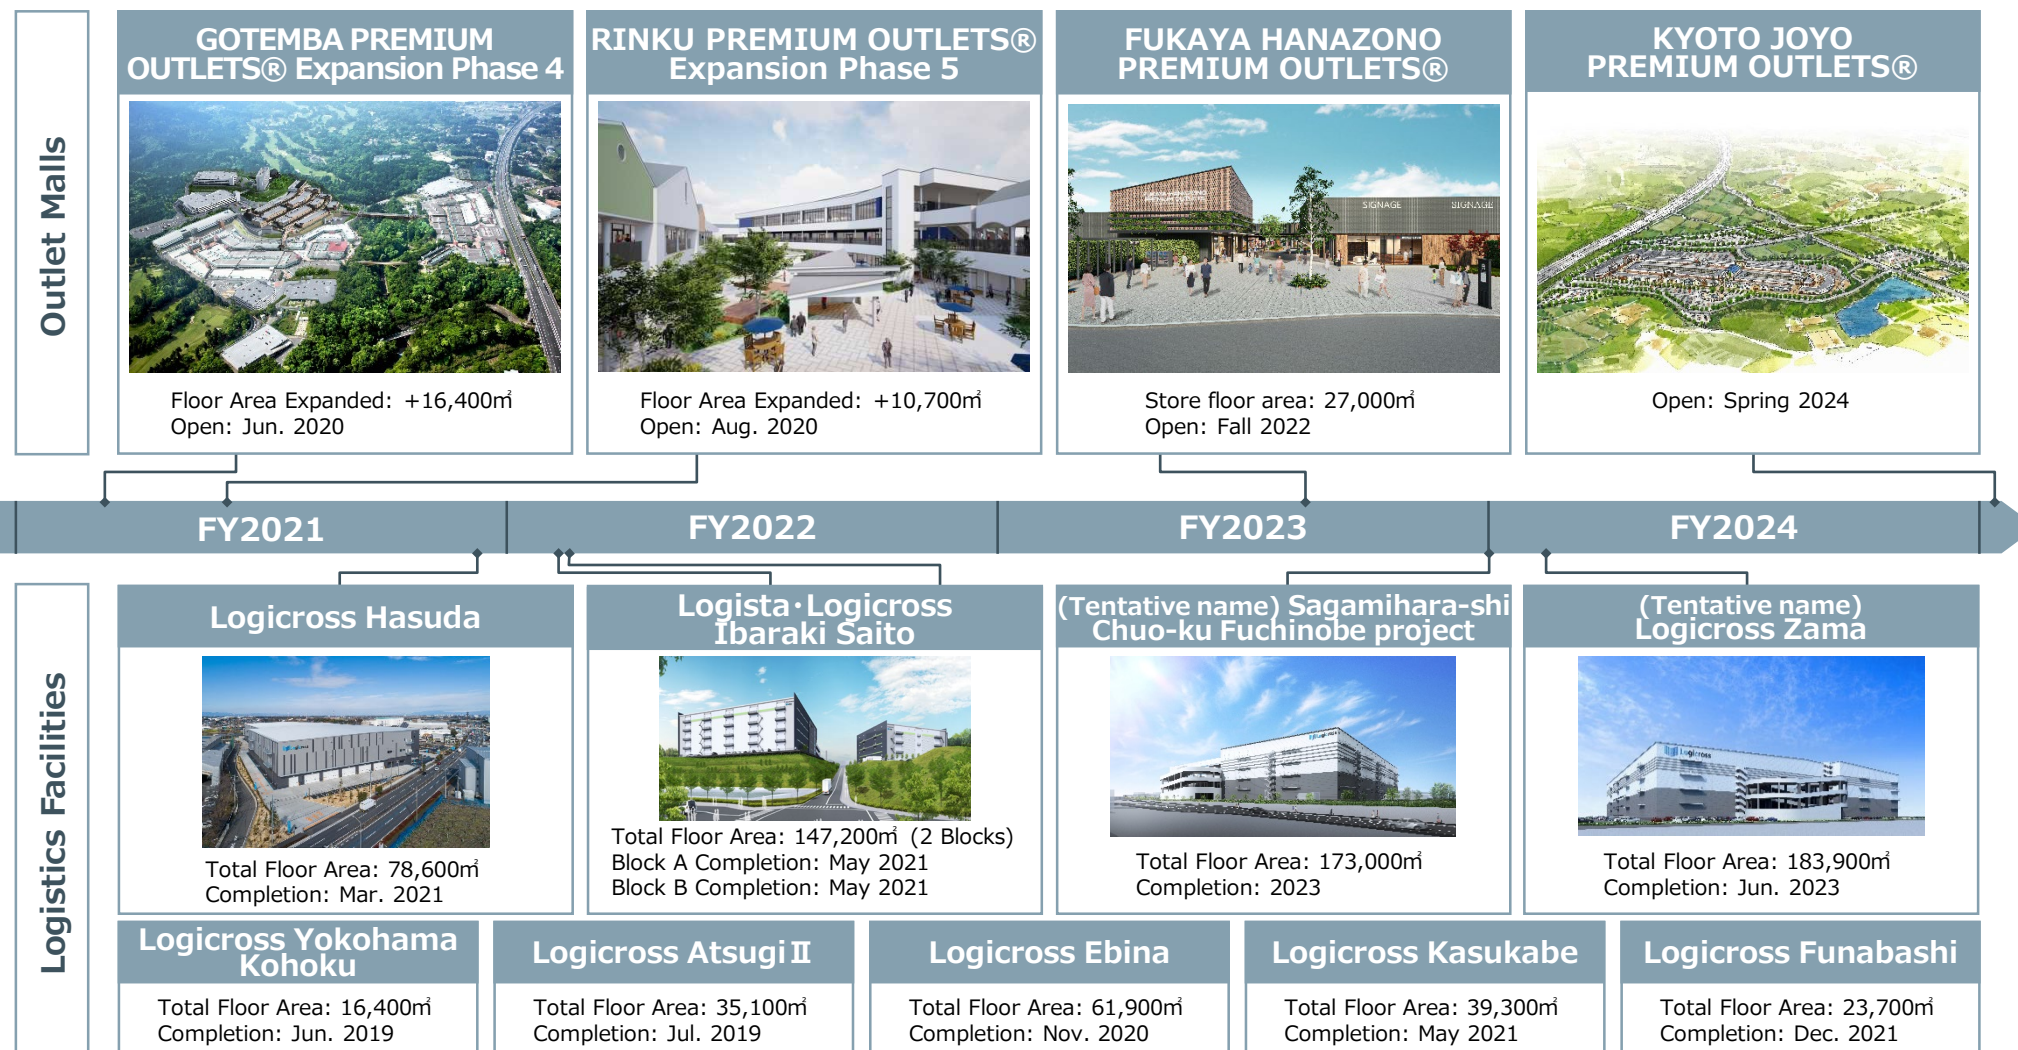 Outlet Malls
GOTEMBA PREMIUM
OUTLETS® Expansion Phase 4
Floor Area Expanded: +16,400㎡
Open: Jun. 2020
RINKU PREMIUM OUTLETS®
Expansion Phase 5
Floor Area Expanded: +10,700㎡
Open: Aug. 2020
FUKAYA HANAZONO
PREMIUM OUTLETS®
SIGNAGE
SIGNAGE
Store floor area: 27,000㎡
Open: Fall 2022
KYOTO JOYO
PREMIUM OUTLETS®
Open: Spring 2024
FY2021
FY2022
FY2023
FY2024
Logistics Facilities
Logicross Hasuda
Total Floor Area: 78,600㎡
Completion: Mar. 2021
Logista･Logicross
Ibaraki Saito
Total Floor Area: 147,200㎡ (2 Blocks)
Block A Completion: May 2021
Block B Completion: May 2021
(Tentative name) Sagamihara-shi
Chuo-ku Fuchinobe project
Total Floor Area: 173,000㎡
Completion: 2023
(Tentative name)
Logicross Zama
Logicross
Total Floor Area: 183,900㎡
Completion: Jun. 2023
Logicross Yokohama
Kohoku
Total Floor Area: 16,400㎡
Completion: Jun. 2019
Logicross AtsugiⅡ
Total Floor Area: 35,100㎡
Completion: Jul. 2019
Logicross Ebina
Total Floor Area: 61,900㎡
Completion: Nov. 2020
Logicross Kasukabe
Total Floor Area: 39,300㎡
Completion: May 2021
Logicross Funabashi
Total Floor Area: 23,700㎡
Completion: Dec. 2021